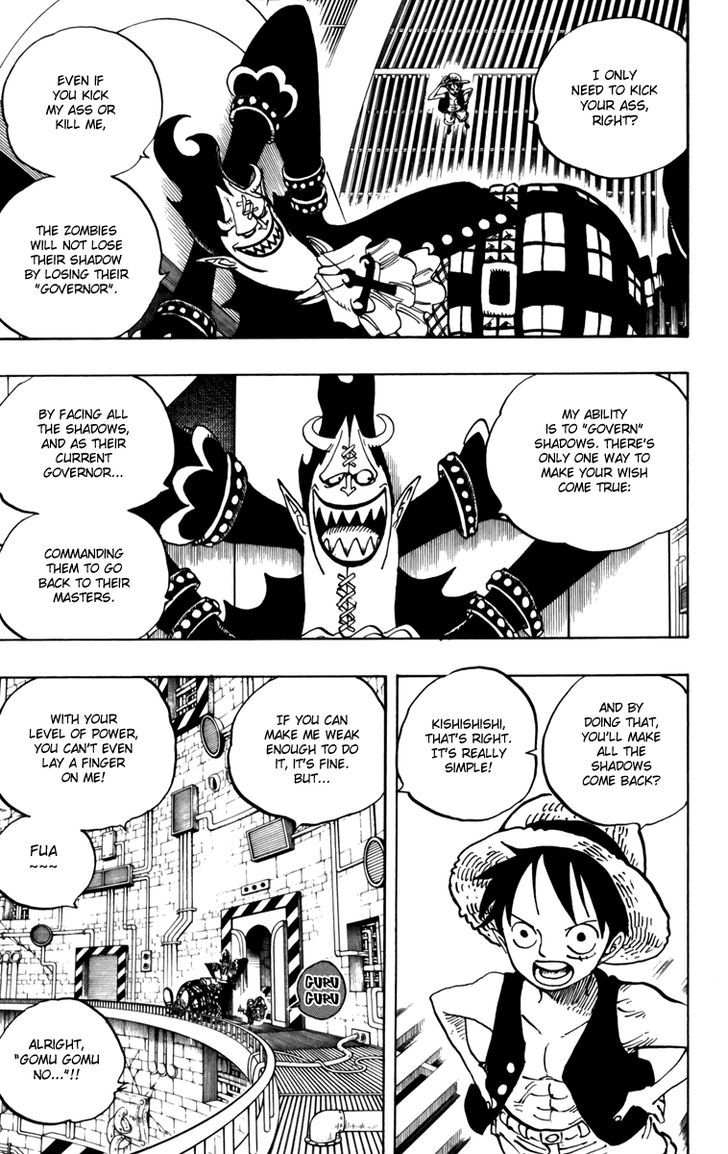 I ONLY
NEED TO KICK
YOUR ASS,
RIGHT?
EVEN IF
YOU KICK
MY ASS OR
KILL ME,
THE ZOMBIES
WILL NOT LOSE
THEIR SHADOW
BY LOSING THEIR
"GOVERNOR".
MY ABILITY
IS TO "GOVERN"
SHADOWS. THERE'S
ONLY ONE WAY TO
MAKE YOUR WISH
COME TRUE:
BY FACING ALL
THE SHADOWS,
AND AS THEIR
CURRENT
GOVERNOR...
COMMANDING
THEM TO GO
BACK TO THEIR
MASTERS.
AND BY
DOING THAT,
YOU'LL MAKE
ALL THE
SHADOWS
COME BACK?
KISHISHISHI,
THAT'S RIGHT.
IT'S REALLY
SIMPLE!
IF YOU CAN
MAKE ME WEAK
ENOUGH TO DO
IT, IT'S FINE.
BUT...
WITH YOUR
LEVEL OF POWER,
YOU CAN'T EVEN
LAY A FINGER
ON ME!
FUA
~~~
GURU
GURU
ALRIGHT,
"GOMU GOMU
NO..."!!